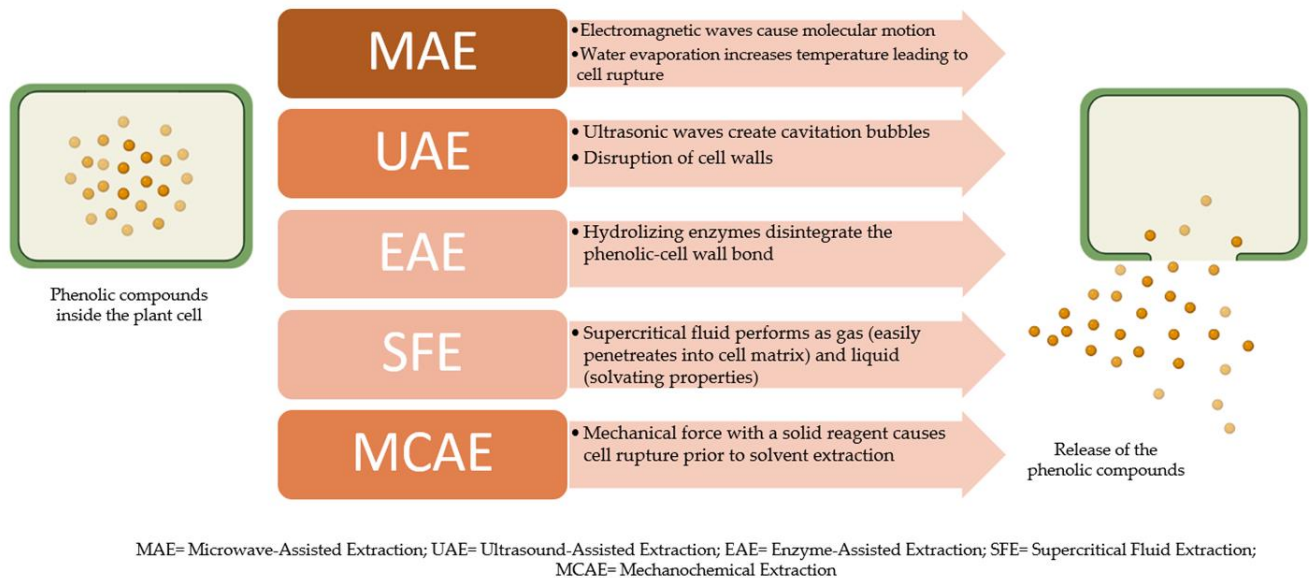 MAE
•Electromagnetic waves cause molecular motion
•Water evaporation increases temperature leading to
cell rupture
Phenolic compounds
inside the plant cell
UAE
• Ultrasonic waves create cavitation bubbles
• Disruption of cell walls
EAE
• Hydrolizing enzymes disintegrate the
phenolic-cell wall bond
SFE
• Supercritical fluid performs as gas (easily
penetreates into cell matrix) and liquid
(solvating properties)
MCAE
• Mechanical force with a solid reagent causes
cell rupture prior to solvent extraction
Release of the
phenolic compounds
MAE= Microwave-Assisted Extraction; UAE= Ultrasound-Assisted Extraction; EAE= Enzyme-Assisted Extraction; SFE= Supercritical Fluid Extraction;
MCAE= Mechanochemical Extraction